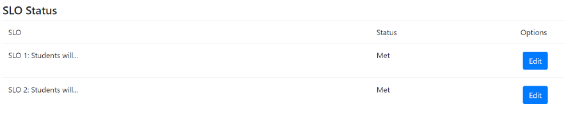 SLO Status
SLO Status Options
SLO 1: Students will... Met Edit
SLO 2: Students will... Met Edit